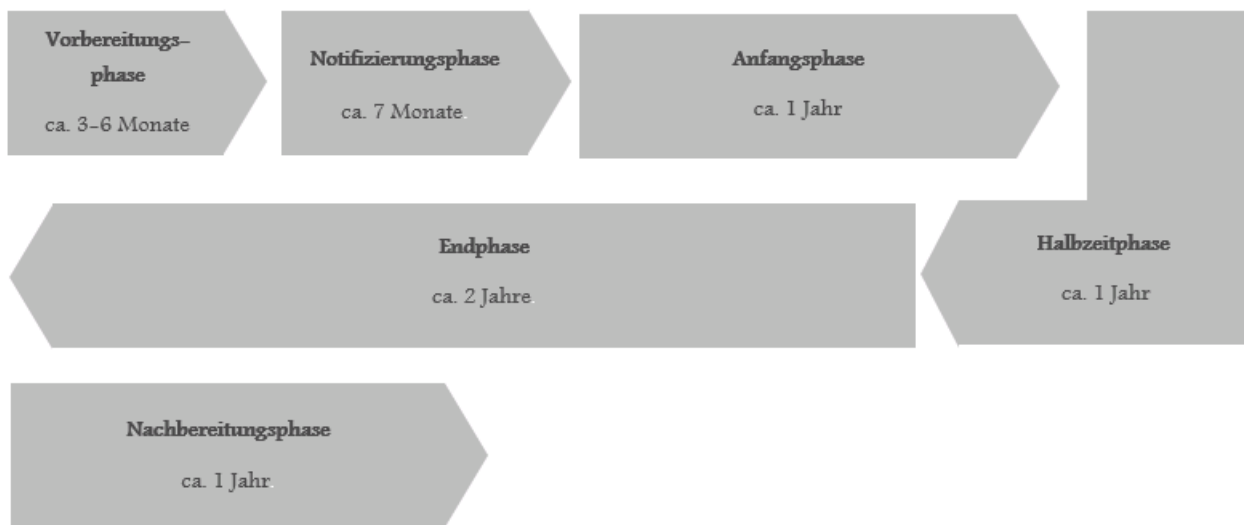 Vorbereitungs-
phase
ca. 3-6 Monate
Notifizierungsphase
ca. 7 Monate.
Anfangsphase
ca. 1 Jahr
Halbzeitphase
ca. 1 Jahr
Endphase
ca. 2 Jahre.
Nachbereitungsphase
ca. 1 Jahr.